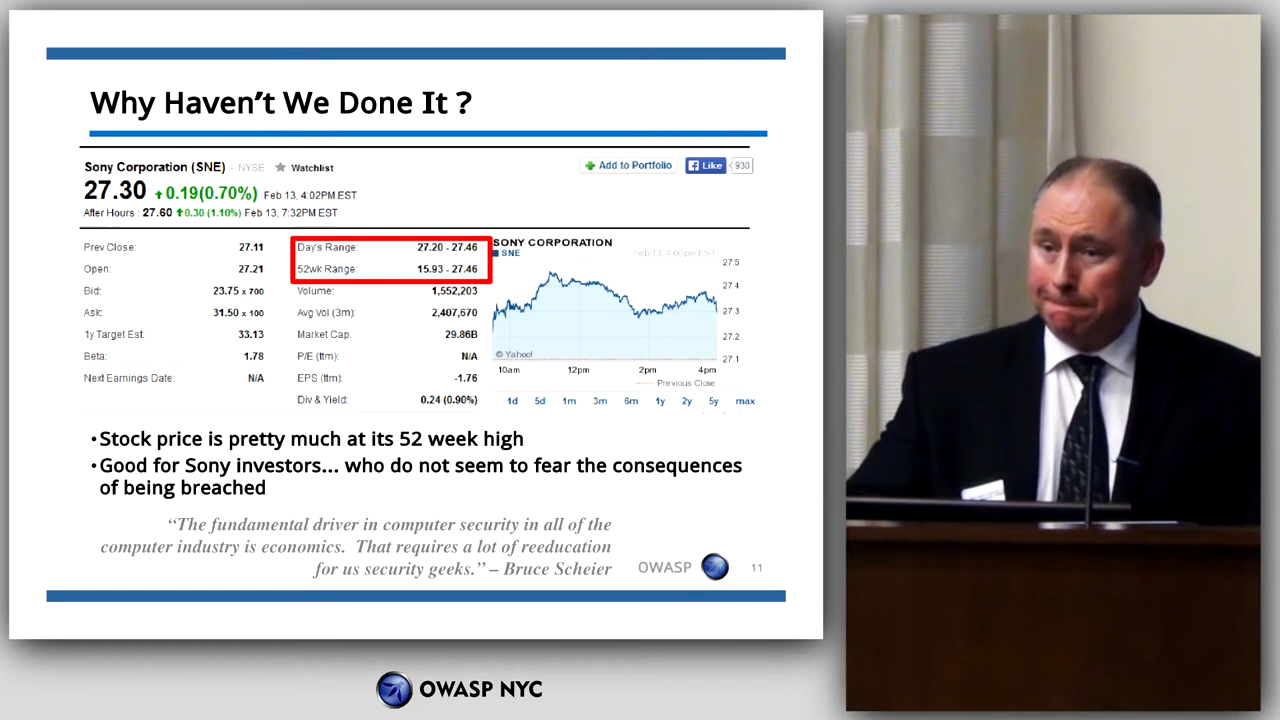 Why Haven't We Done It ?
Sony Corporation (SNE) - NYSE Watchlist
Add to Portfolio Like 930
27.30 0.19(0.70%) Feb 13, 4:02PM EST
After Hours : 27.60 0.30 (1.10%) Feb 13, 7:32PM EST
Prev Close: 27.11
Open: 27.21
Bid: 23.75 x 700
Ask: 31.50 x 100
1y Target Est: 33.13
Beta: 1.78
Next Earnings Date: N/A
Day's Range: 27.20 - 27.46
52wk Range: 15.93 - 27.46
Volume: 1,552,203
Avg Vol (3m): 2,407,670
Market Cap: 29.86B
P/E (ttm): N/A
EPS (ttm): -1.76
Div & Yield: 0.24 (0.90%)
SONY CORPORATION
SNE Feb 13, 4:00pm EST
27.5
27.4
27.3
27.2
27.1
© Yahoo!
10am 12pm 2pm 4pm
Previous Close
1d 5d 1m 3m 6m 1y 2y 5y max
•Stock price is pretty much at its 52 week high
•Good for Sony investors... who do not seem to fear the consequences
of being breached
“The fundamental driver in computer security in all of the
computer industry is economics. That requires a lot of reeducation
for us security geeks.” – Bruce Scheier
OWASP 11
OWASP NYC